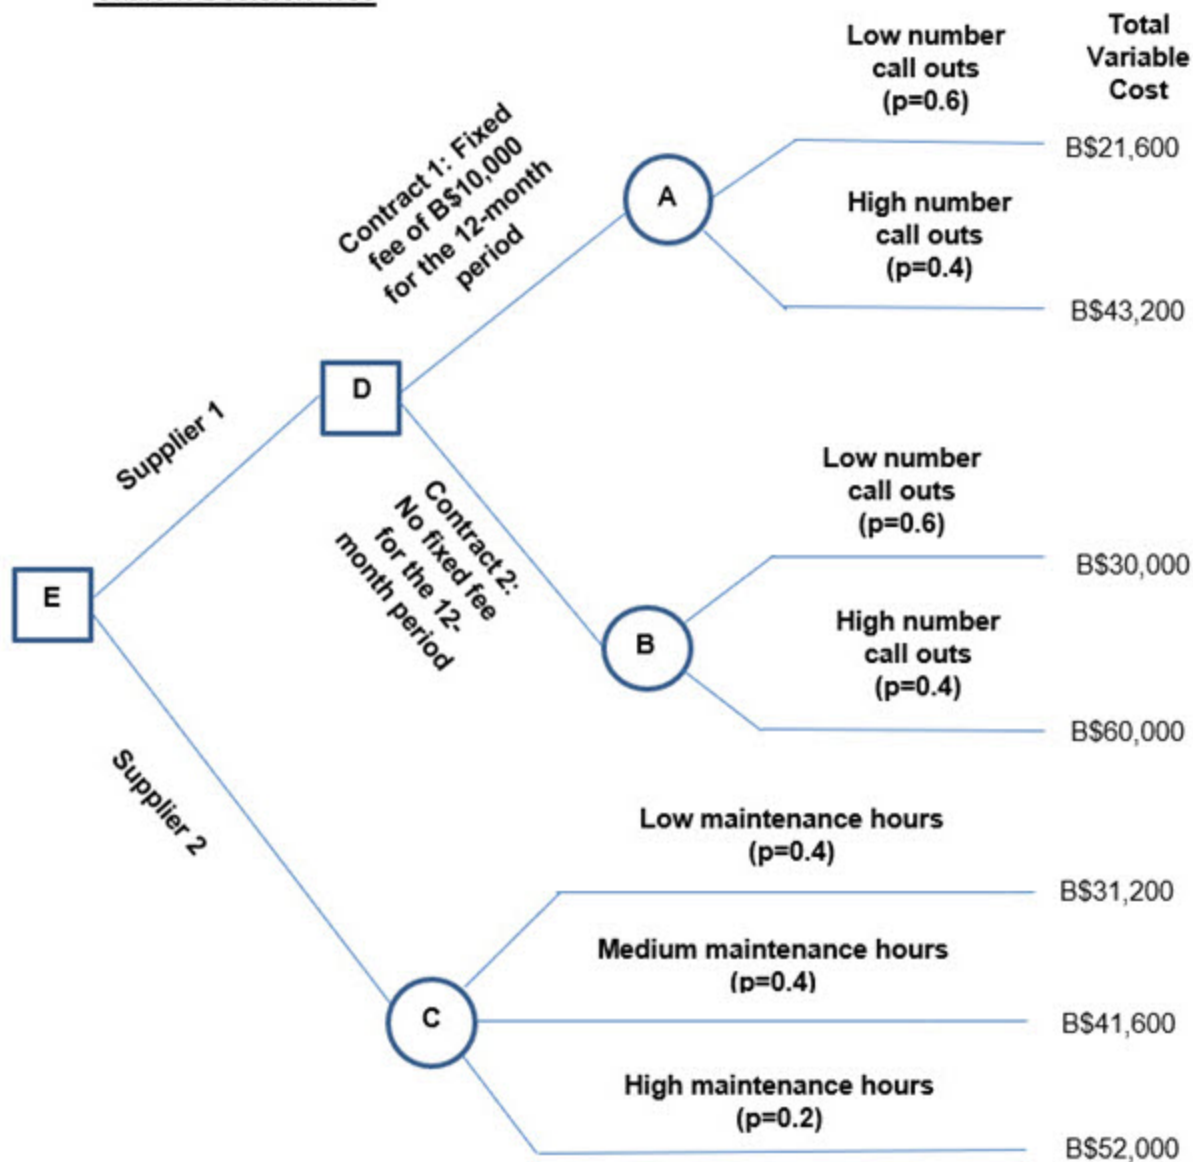 Total
Variable
Cost
Low number
call outs
(p=0.6)
B$21,600
Contract 1: Fixed
fee of B$10,000
for the 12-month
period
A
High number
call outs
(p=0.4)
B$43,200
D
Supplier 1
Low number
call outs
(p=0.6)
B$30,000
Contract 2:
No fixed fee
for the 12-
month period
E
B
High number
call outs
(p=0.4)
B$60,000
Supplier 2
Low maintenance hours
(p=0.4)
B$31,200
Medium maintenance hours
(p=0.4)
B$41,600
C
High maintenance hours
(p=0.2)
B$52,000